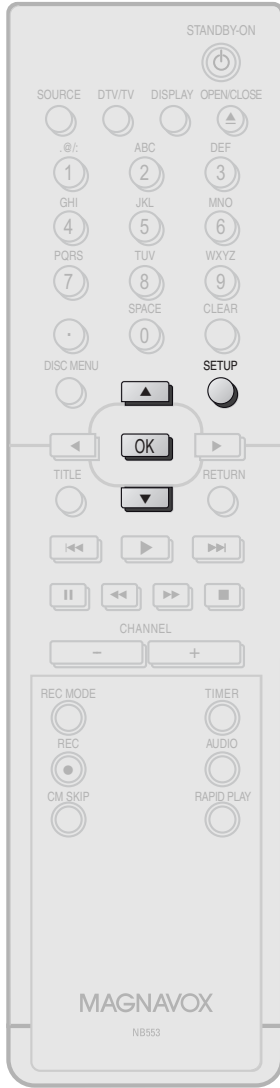 STANDBY-ON
SOURCE DTV/TV DISPLAY OPEN/CLOSE
.@/: ABC DEF
1 2 3
GHI JKL MNO
4 5 6
PQRS TUV WXYZ
7 8 9
SPACE CLEAR
· 0
DISC MENU SETUP
OK
TITLE RETURN
CHANNEL
− +
REC MODE TIMER
REC AUDIO
CM SKIP RAPID PLAY
MAGNAVOX
NB553